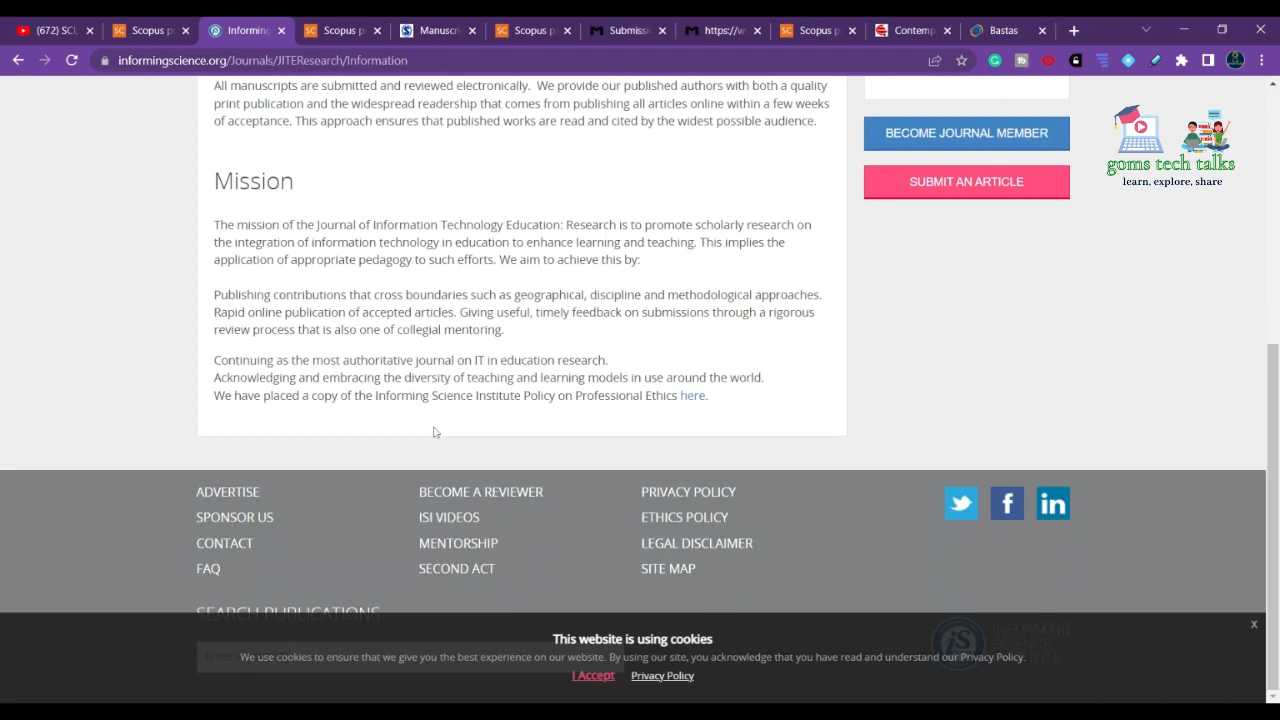 (672) SCI
Scopus p
Informing
Scopus p
Manuscri
Scopus p
Submissi
https://w
Scopus p
Contemp
Bastas
informingscience.org/Journals/JITEResearch/Information
All manuscripts are submitted and reviewed electronically. We provide our published authors with both a quality
print publication and the widespread readership that comes from publishing all articles online within a few weeks
of acceptance. This approach ensures that published works are read and cited by the widest possible audience.
BECOME JOURNAL MEMBER
SUBMIT AN ARTICLE
goms tech talks
learn, explore, share
Mission
The mission of the Journal of Information Technology Education: Research is to promote scholarly research on
the integration of information technology in education to enhance learning and teaching. This implies the
application of appropriate pedagogy to such efforts. We aim to achieve this by:
Publishing contributions that cross boundaries such as geographical, discipline and methodological approaches.
Rapid online publication of accepted articles. Giving useful, timely feedback on submissions through a rigorous
review process that is also one of collegial mentoring.
Continuing as the most authoritative journal on IT in education research.
Acknowledging and embracing the diversity of teaching and learning models in use around the world.
We have placed a copy of the Informing Science Institute Policy on Professional Ethics here.
ADVERTISE
SPONSOR US
CONTACT
FAQ
BECOME A REVIEWER
ISI VIDEOS
MENTORSHIP
SECOND ACT
PRIVACY POLICY
ETHICS POLICY
LEGAL DISCLAIMER
SITE MAP
SEARCH PUBLICATIONS
This website is using cookies
We use cookies to ensure that we give you the best experience on our website. By using our site, you acknowledge that you have read and understand our Privacy Policy.
I Accept Privacy Policy
X